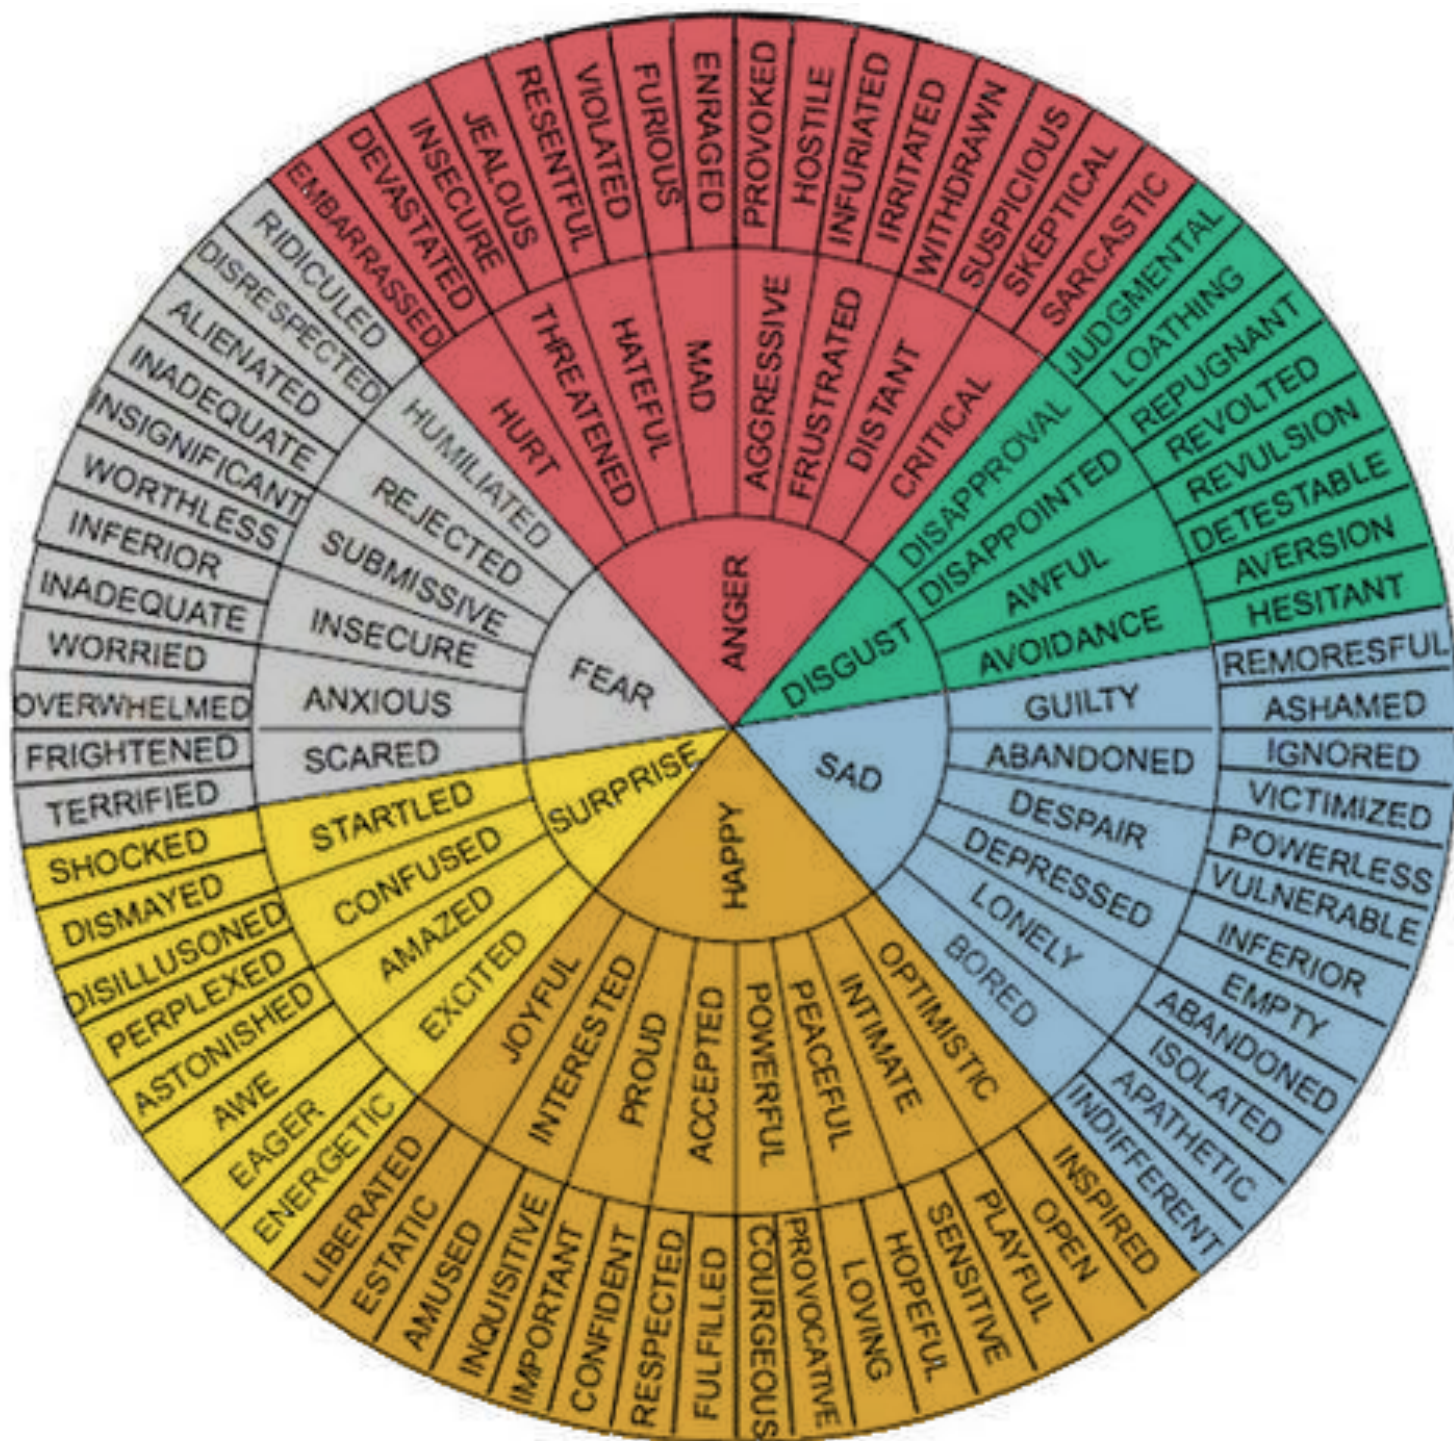 ANGER
HURT
EMBARRASSED
DEVASTATED
THREATENED
INSECURE
JEALOUS
HATEFUL
RESENTFUL
VIOLATED
MAD
FURIOUS
ENRAGED
AGGRESSIVE
PROVOKED
HOSTILE
FRUSTRATED
INFURIATED
IRRITATED
DISTANT
WITHDRAWN
SUSPICIOUS
CRITICAL
SKEPTICAL
SARCASTIC
DISGUST
DISAPPROVAL
JUDGMENTAL
LOATHING
DISAPPOINTED
REPUGNANT
REVOLTED
AWFUL
REVULSION
DETESTABLE
AVOIDANCE
AVERSION
HESITANT
SAD
GUILTY
REMORESFUL
ASHAMED
ABANDONED
IGNORED
VICTIMIZED
DESPAIR
POWERLESS
VULNERABLE
DEPRESSED
INFERIOR
EMPTY
LONELY
ABANDONED
ISOLATED
BORED
APATHETIC
INDIFFERENT
HAPPY
OPTIMISTIC
INSPIRED
OPEN
INTIMATE
PLAYFUL
SENSITIVE
PEACEFUL
HOPEFUL
LOVING
POWERFUL
PROVOCATIVE
COURGEOUS
ACCEPTED
FULFILLED
RESPECTED
PROUD
CONFIDENT
IMPORTANT
INTERESTED
INQUISITIVE
AMUSED
JOYFUL
ESTATIC
LIBERATED
SURPRISE
EXCITED
ENERGETIC
EAGER
AMAZED
AWE
ASTONISHED
CONFUSED
PERPLEXED
DISILLUSONED
STARTLED
DISMAYED
SHOCKED
FEAR
SCARED
TERRIFIED
FRIGHTENED
ANXIOUS
OVERWHELMED
WORRIED
INSECURE
INADEQUATE
INFERIOR
SUBMISSIVE
WORTHLESS
INSIGNIFICANT
REJECTED
INADEQUATE
ALIENATED
HUMILIATED
DISRESPECTED
RIDICULED